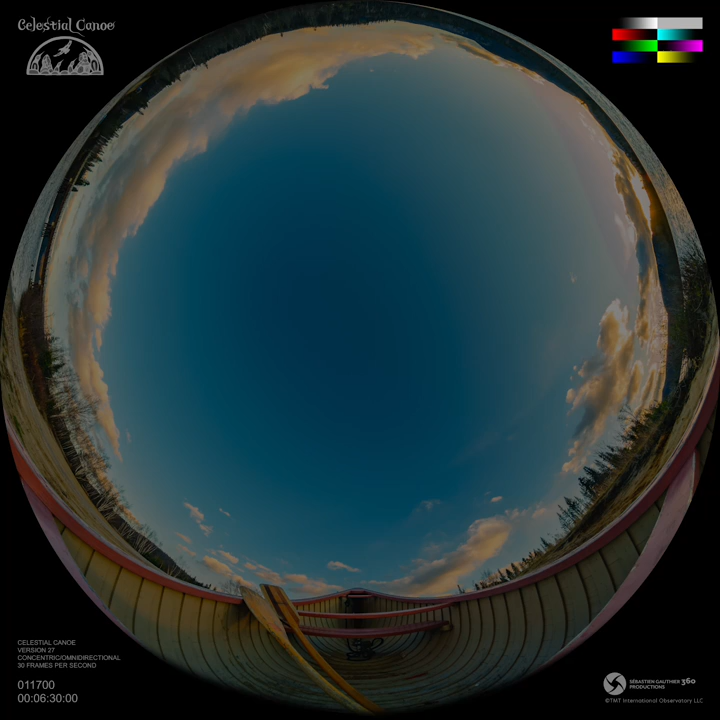 Celestial Canoe
CELESTIAL CANOE
VERSION 27
CONCENTRIC/OMNIDIRECTIONAL
30 FRAMES PER SECOND
011700
00:06:30:00
SÉBASTIEN GAUTHIER 360
PRODUCTIONS
©TMT International Observatory LLC